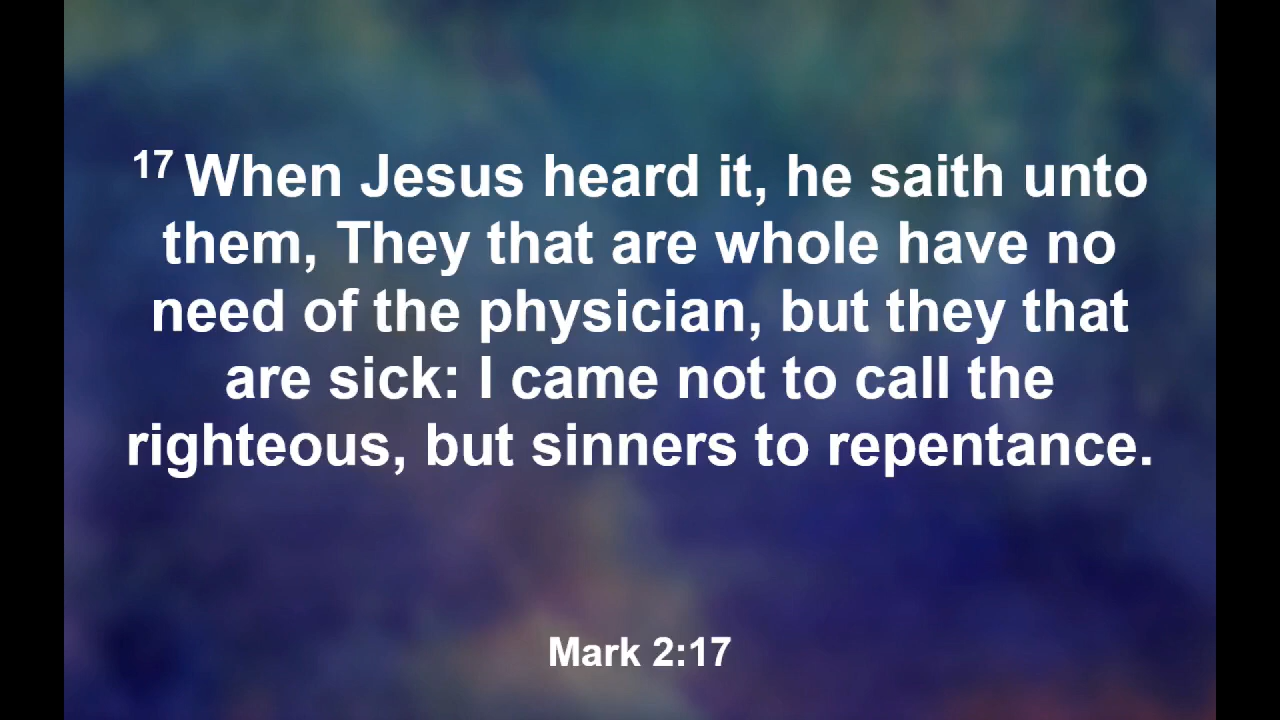 17 When Jesus heard it, he saith unto
them, They that are whole have no
need of the physician, but they that
are sick: I came not to call the
righteous, but sinners to repentance.
Mark 2:17